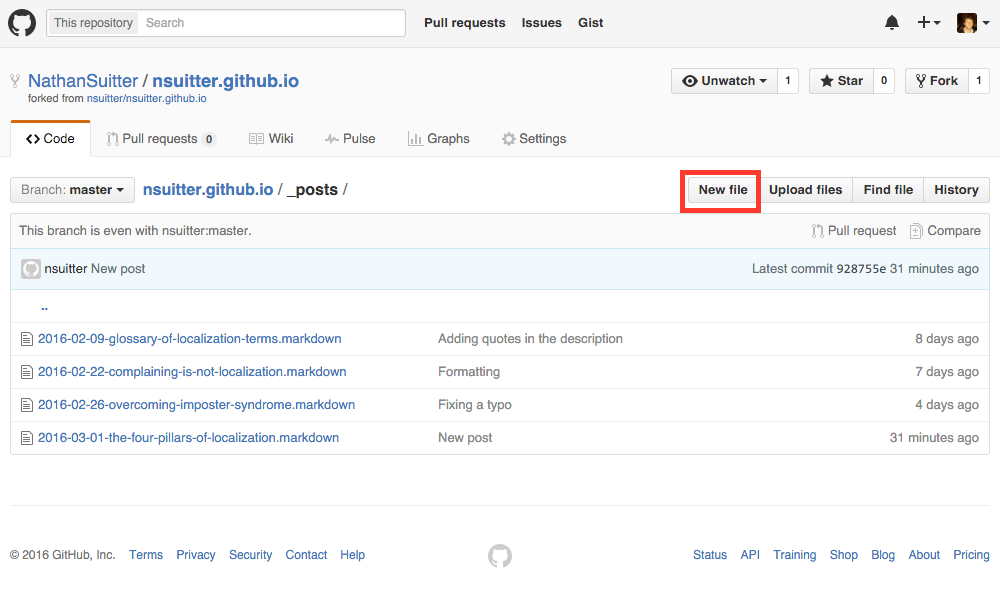 This repository Search Pull requests Issues Gist
NathanSuitter / nsuitter.github.io Unwatch 1 Star 0 Fork 1
forked from nsuitter/nsuitter.github.io
Code Pull requests 0 Wiki Pulse Graphs Settings
Branch: master nsuitter.github.io / _posts / New file Upload files Find file History
This branch is even with nsuitter:master. Pull request Compare
nsuitter New post Latest commit 928755e 31 minutes ago
..
2016-02-09-glossary-of-localization-terms.markdown Adding quotes in the description 8 days ago
2016-02-22-complaining-is-not-localization.markdown Formatting 7 days ago
2016-02-26-overcoming-imposter-syndrome.markdown Fixing a typo 4 days ago
2016-03-01-the-four-pillars-of-localization.markdown New post 31 minutes ago
© 2016 GitHub, Inc. Terms Privacy Security Contact Help Status API Training Shop Blog About Pricing